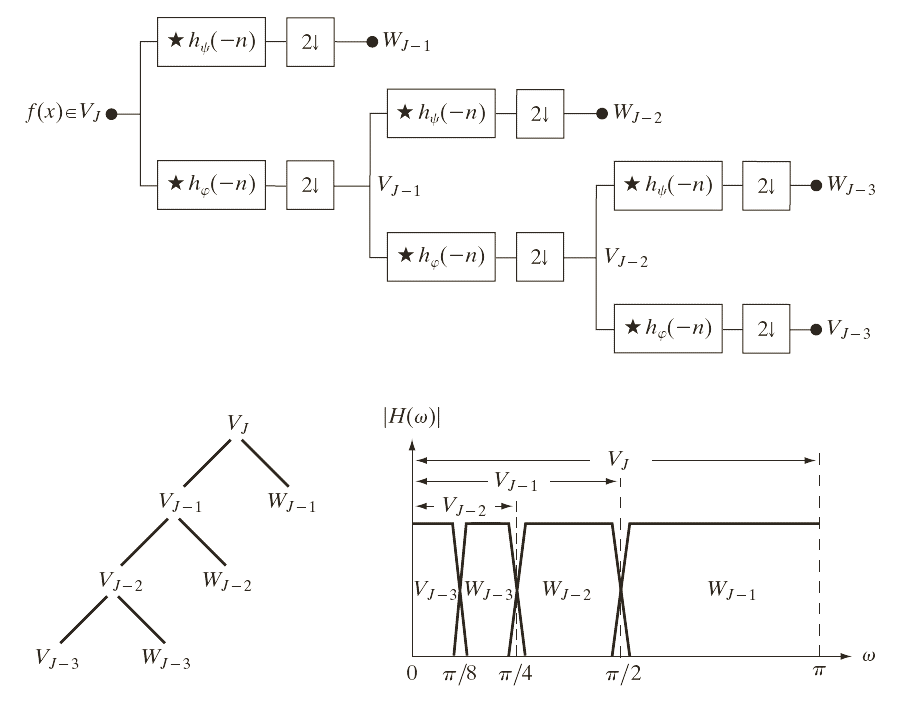 ★ h_ψ(−n) 2↓ W_{J−1}
f(x)∈V_J
★ h_ψ(−n) 2↓ W_{J−2}
★ h_φ(−n) 2↓ V_{J−1}
★ h_ψ(−n) 2↓ W_{J−3}
★ h_φ(−n) 2↓ V_{J−2}
★ h_φ(−n) 2↓ V_{J−3}
V_J
V_{J−1} W_{J−1}
V_{J−2} W_{J−2}
V_{J−3} W_{J−3}
|H(ω)|
V_J
V_{J−1}
V_{J−2}
V_{J−3} W_{J−3} W_{J−2} W_{J−1}
0 π/8 π/4 π/2 π ω